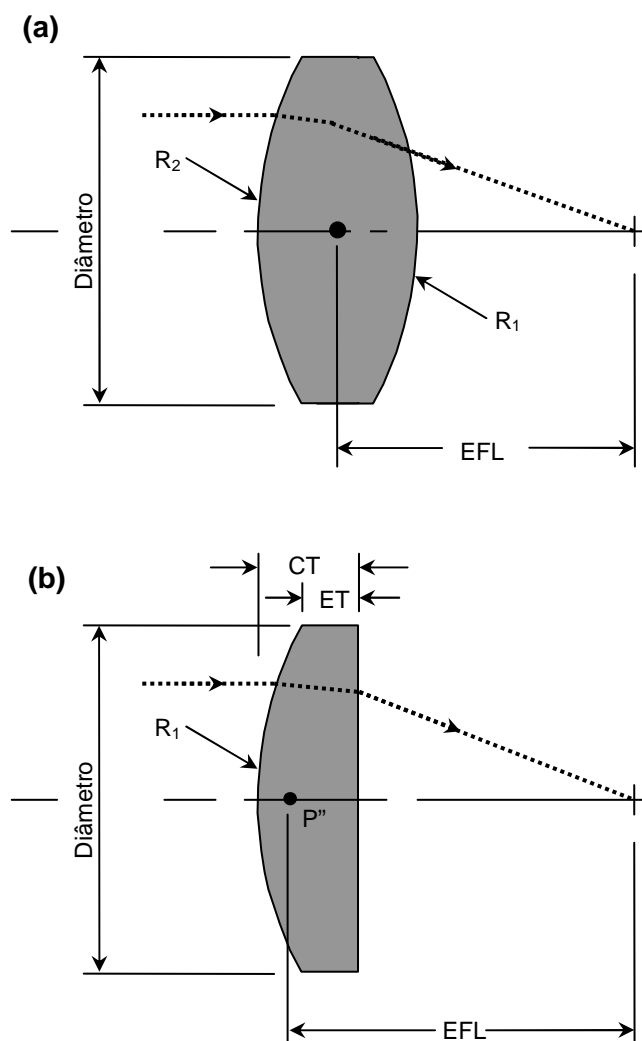 (a)
R2
Diâmetro
R1
EFL
(b)
CT
ET
R1
Diâmetro
P”
EFL